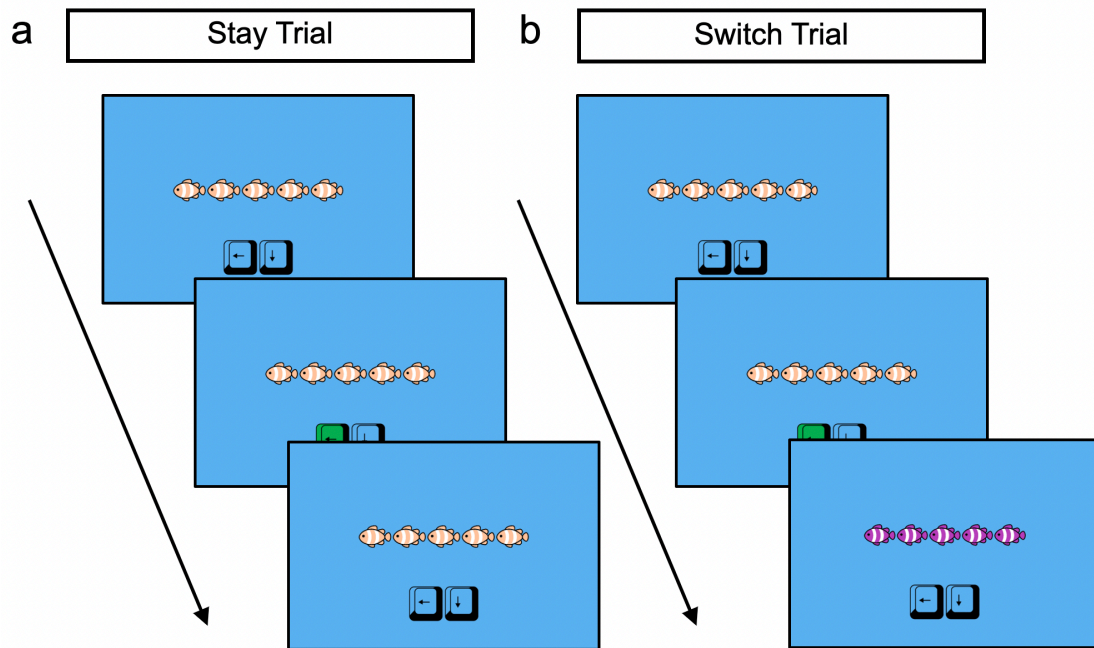 a
Stay Trial
b
Switch Trial
← ↓
← ↓
←
←
← ↓
← ↓